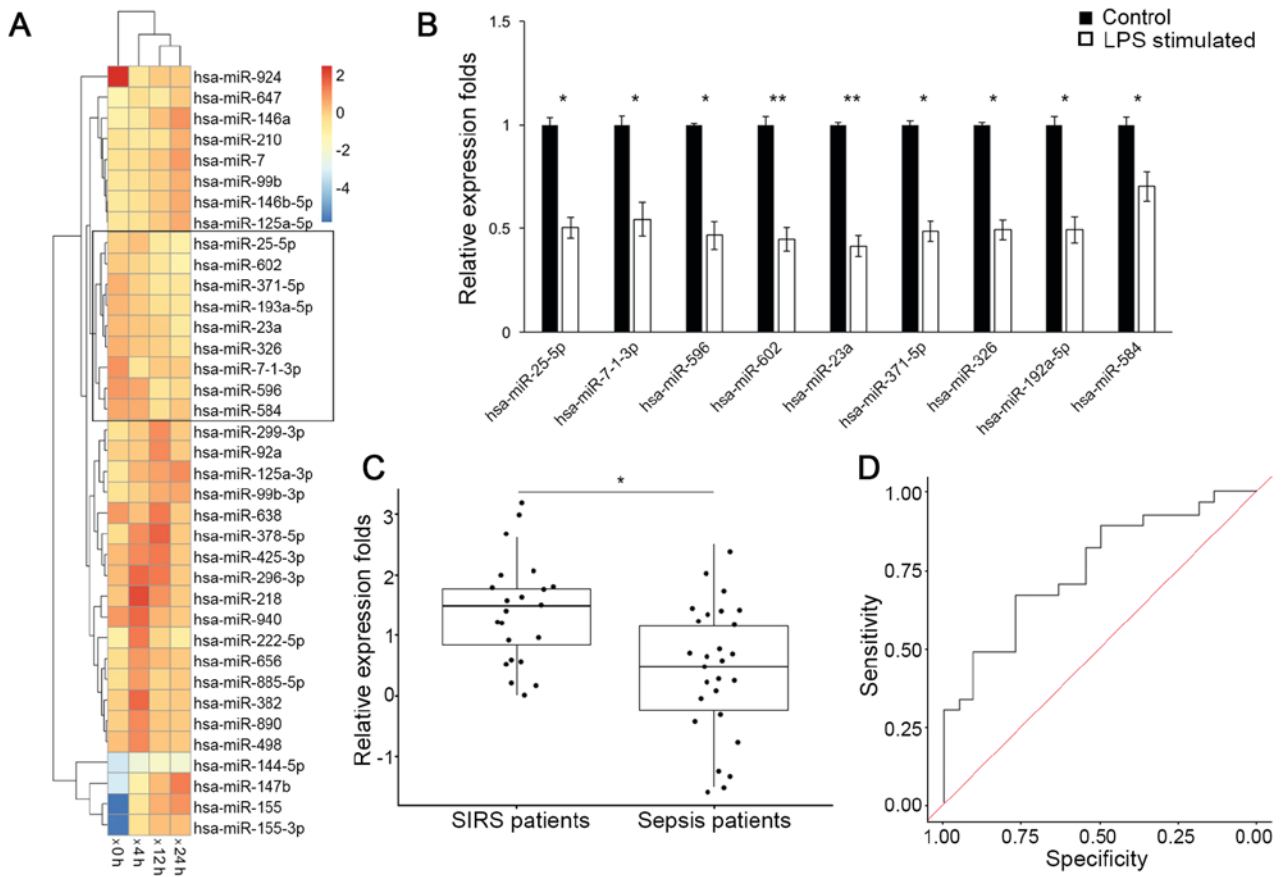 A
hsa-miR-924
hsa-miR-647
hsa-miR-146a
hsa-miR-210
hsa-miR-7
hsa-miR-99b
hsa-miR-146b-5p
hsa-miR-125a-5p
hsa-miR-25-5p
hsa-miR-602
hsa-miR-371-5p
hsa-miR-193a-5p
hsa-miR-23a
hsa-miR-326
hsa-miR-7-1-3p
hsa-miR-596
hsa-miR-584
hsa-miR-299-3p
hsa-miR-92a
hsa-miR-125a-3p
hsa-miR-99b-3p
hsa-miR-638
hsa-miR-378-5p
hsa-miR-425-3p
hsa-miR-296-3p
hsa-miR-218
hsa-miR-940
hsa-miR-222-5p
hsa-miR-656
hsa-miR-885-5p
hsa-miR-382
hsa-miR-890
hsa-miR-498
hsa-miR-144-5p
hsa-miR-147b
hsa-miR-155
hsa-miR-155-3p
2
0
-2
-4
x 0 h
x 4 h
x 12 h
x 24 h
B
Control
LPS stimulated
Relative expression folds
1.5
1
0.5
0
* * * ** ** * * * *
hsa-miR-25-5p
hsa-miR-7-1-3p
hsa-miR-596
hsa-miR-602
hsa-miR-23a
hsa-miR-371-5p
hsa-miR-326
hsa-miR-192a-5p
hsa-miR-584
C
*
Relative expression folds
3
2
1
0
-1
SIRS patients
Sepsis patients
D
Sensitivity
1.00
0.75
0.50
0.25
0.00
1.00 0.75 0.50 0.25 0.00
Specificity